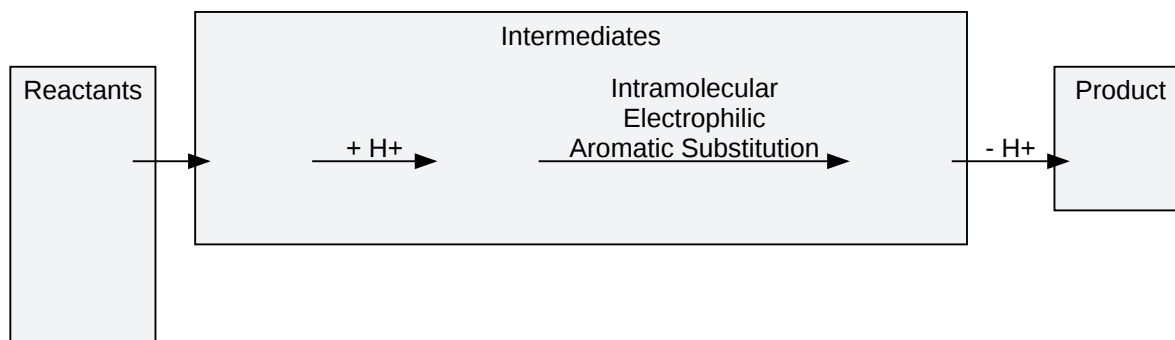 Intermediates
Reactants
Intramolecular
Electrophilic
Aromatic Substitution
Product
+ H+
- H+